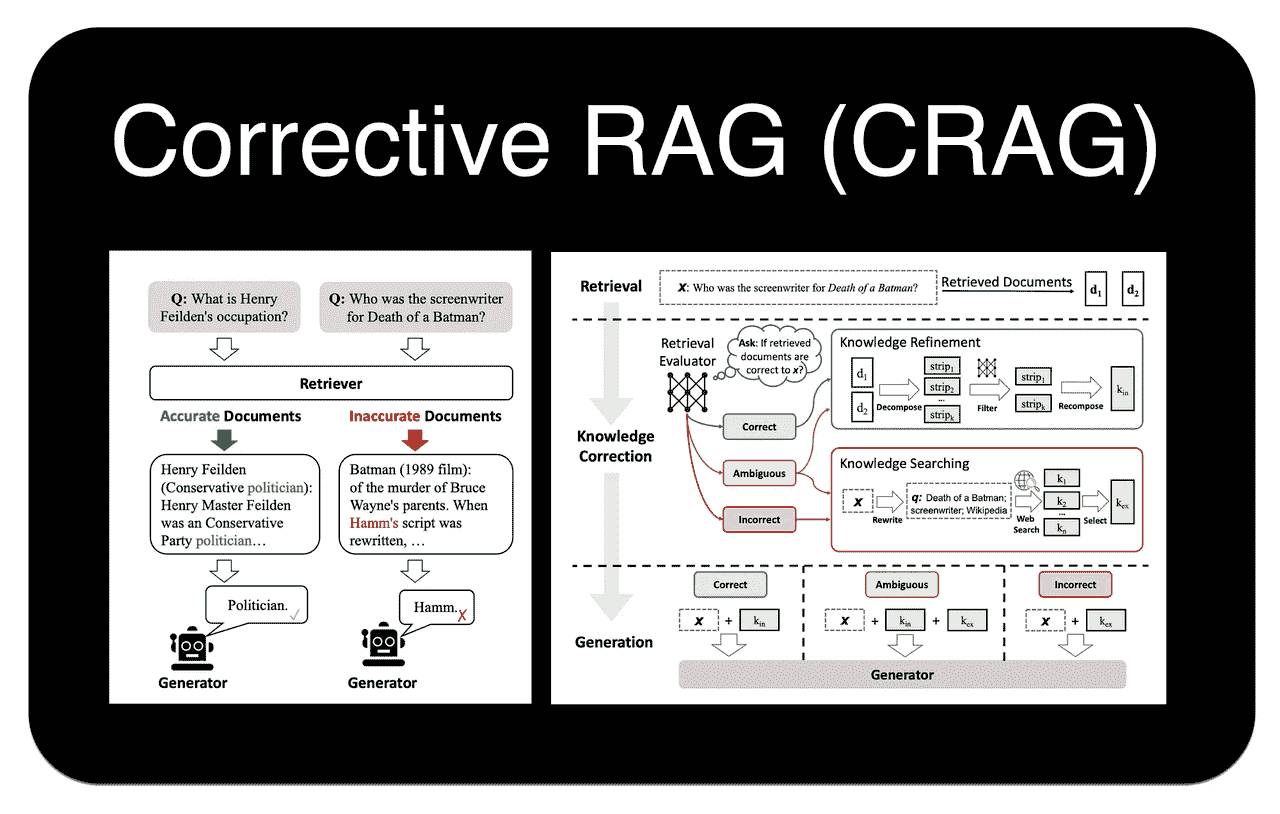 Corrective RAG (CRAG)
Q: What is Henry
Feilden's occupation?
Q: Who was the screenwriter
for Death of a Batman?
Retriever
Accurate Documents
Inaccurate Documents
Henry Feilden
(Conservative politician):
Henry Master Feilden
was an Conservative
Party politician…
Batman (1989 film):
of the murder of Bruce
Wayne's parents. When
Hamm's script was
rewritten, …
Politician.
Hamm.
Generator
Generator
Retrieval
x: Who was the screenwriter for Death of a Batman?
Retrieved Documents
d1
d2
Retrieval
Evaluator
Ask: If retrieved
documents are
correct to x?
Knowledge
Correction
Correct
Ambiguous
Incorrect
Knowledge Refinement
d1
d2
Decompose
strip1
strip2
...
stripk
Filter
strip1
stripk
Recompose
kin
Knowledge Searching
x
Rewrite
q: Death of a Batman;
screenwriter; Wikipedia
Web
Search
k1
k2
...
kn
Select
kex
Generation
Correct
x + kin
Ambiguous
x + kin + kex
Incorrect
x + kex
Generator